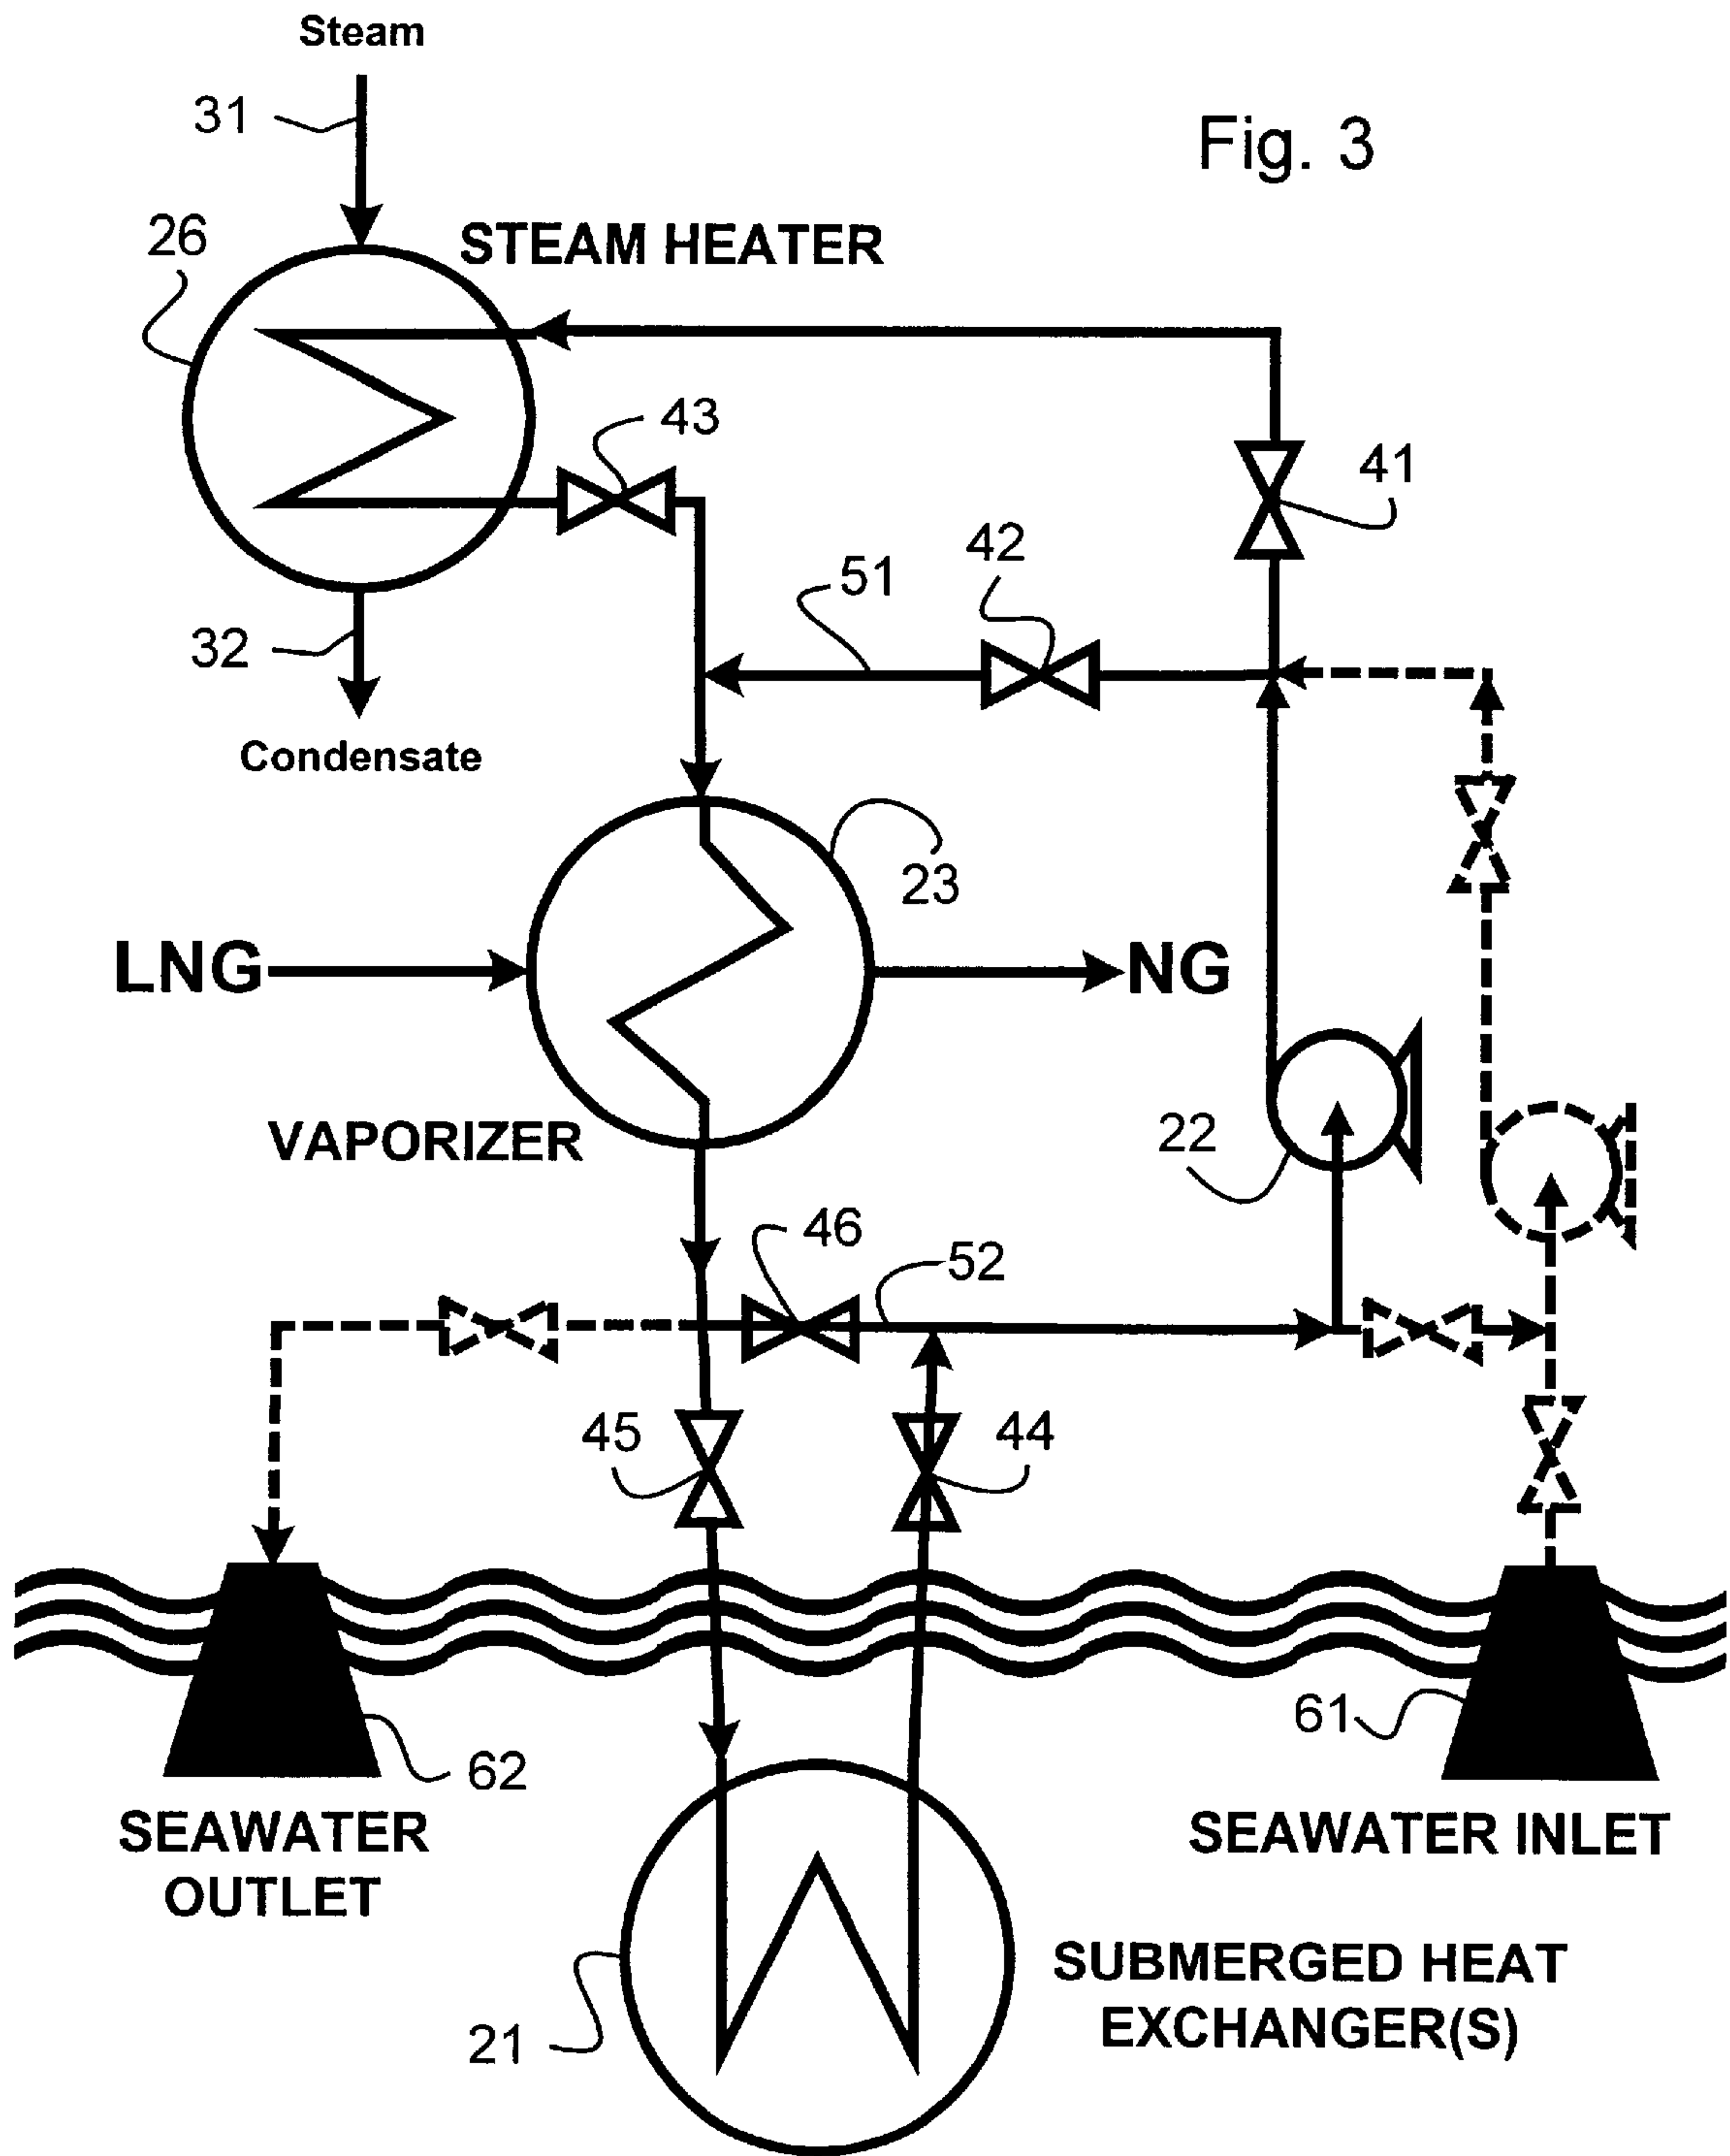 Steam
31
Fig. 3
26
STEAM HEATER
43
41
42
51
32
Condensate
23
LNG
NG
22
VAPORIZER
46
52
45
44
61
62
SEAWATER
OUTLET
SEAWATER INLET
SUBMERGED HEAT
EXCHANGER(S)
21